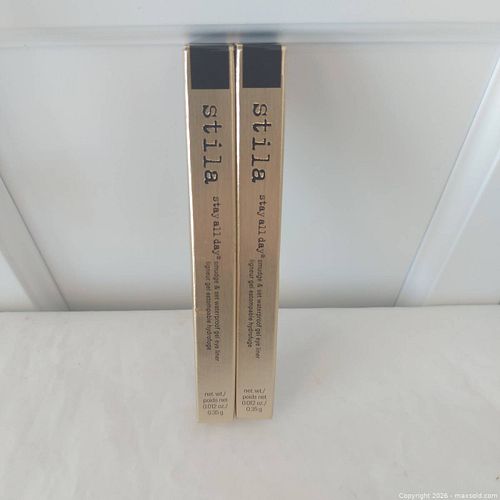 stila
stay all day® smudge & set waterproof gel eye liner
ligneur gel estompable hydrofuge
net. wt./
poids net
0.012 oz./
0.35 g
stila
stay all day® smudge & set waterproof gel eye liner
ligneur gel estompable hydrofuge
net. wt./
poids net
0.012 oz./
0.35 g
Copyright 2026 - maxsold.com